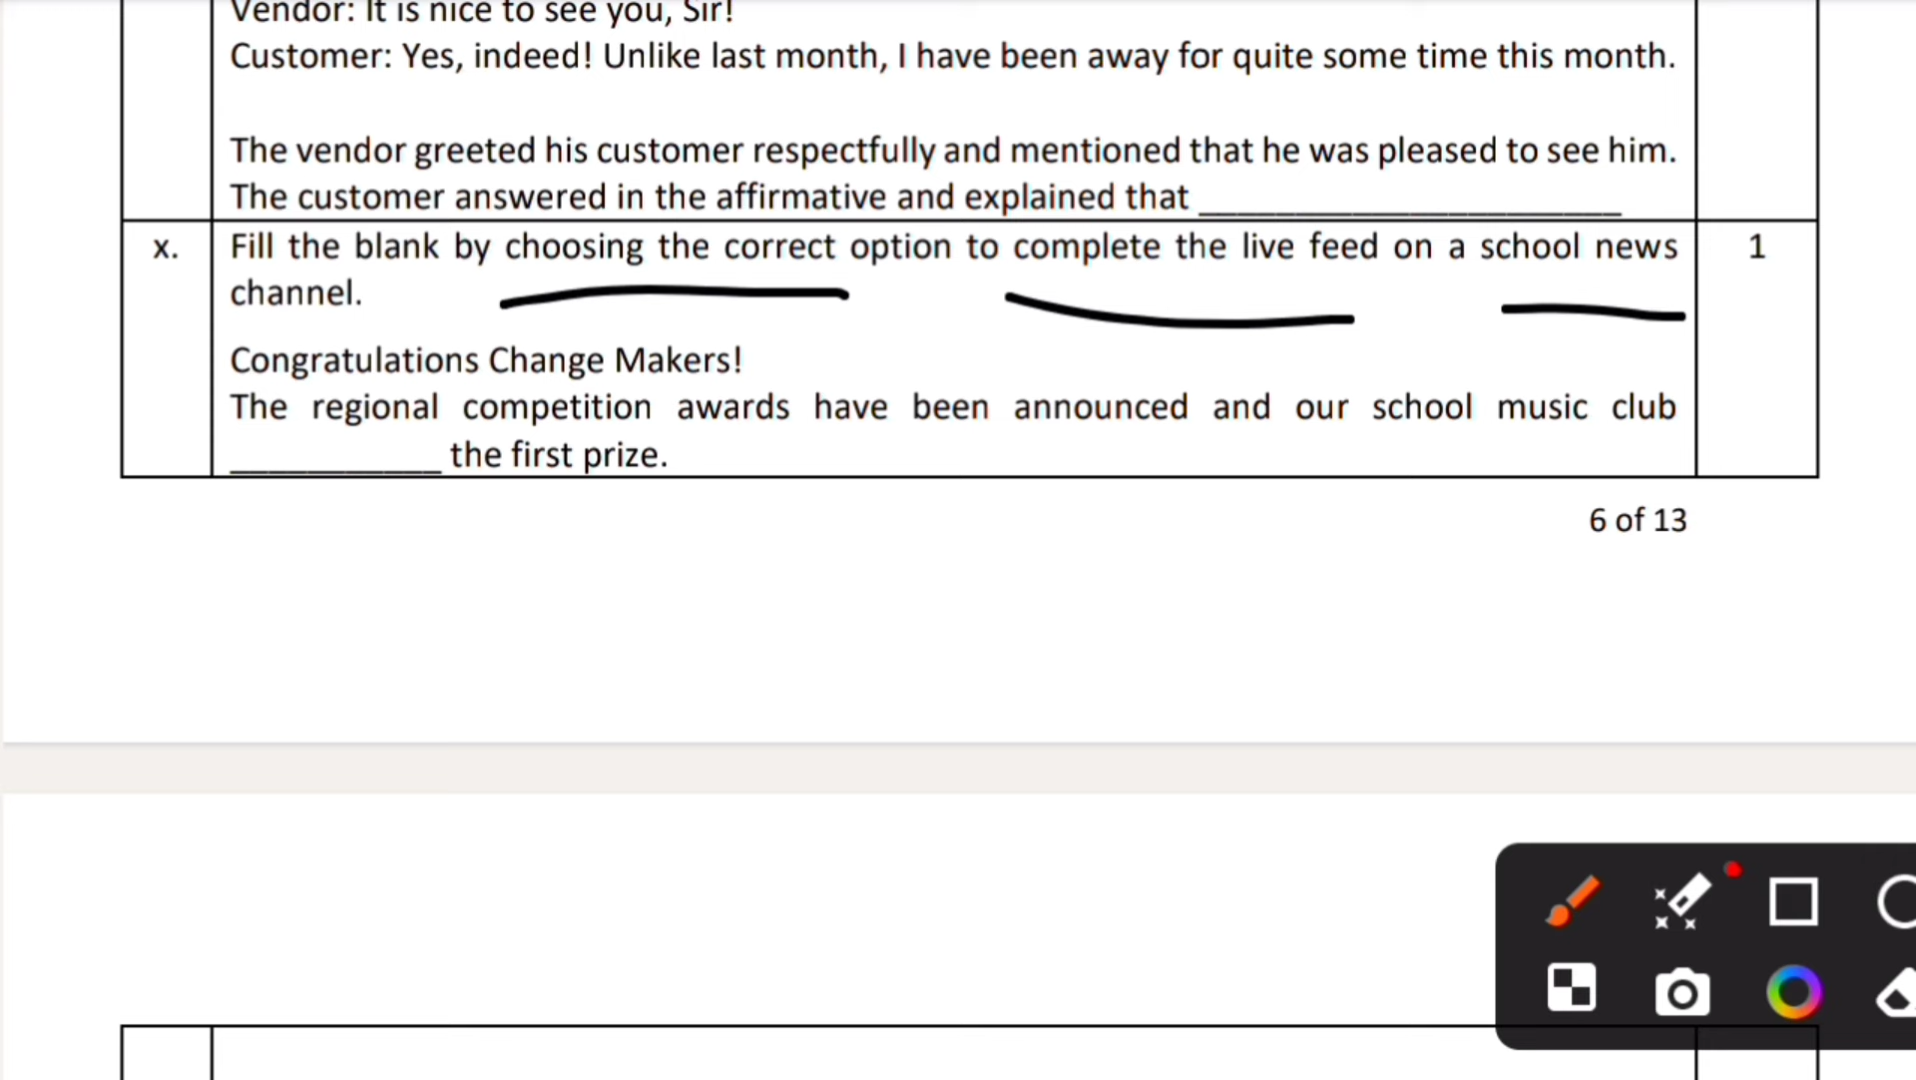 Vendor: It is nice to see you, Sir!
Customer: Yes, indeed! Unlike last month, I have been away for quite some time this month.
The vendor greeted his customer respectfully and mentioned that he was pleased to see him.
The customer answered in the affirmative and explained that ______________________
x. Fill the blank by choosing the correct option to complete the live feed on a school news 1
channel.
Congratulations Change Makers!
The regional competition awards have been announced and our school music club
___________ the first prize.
6 of 13